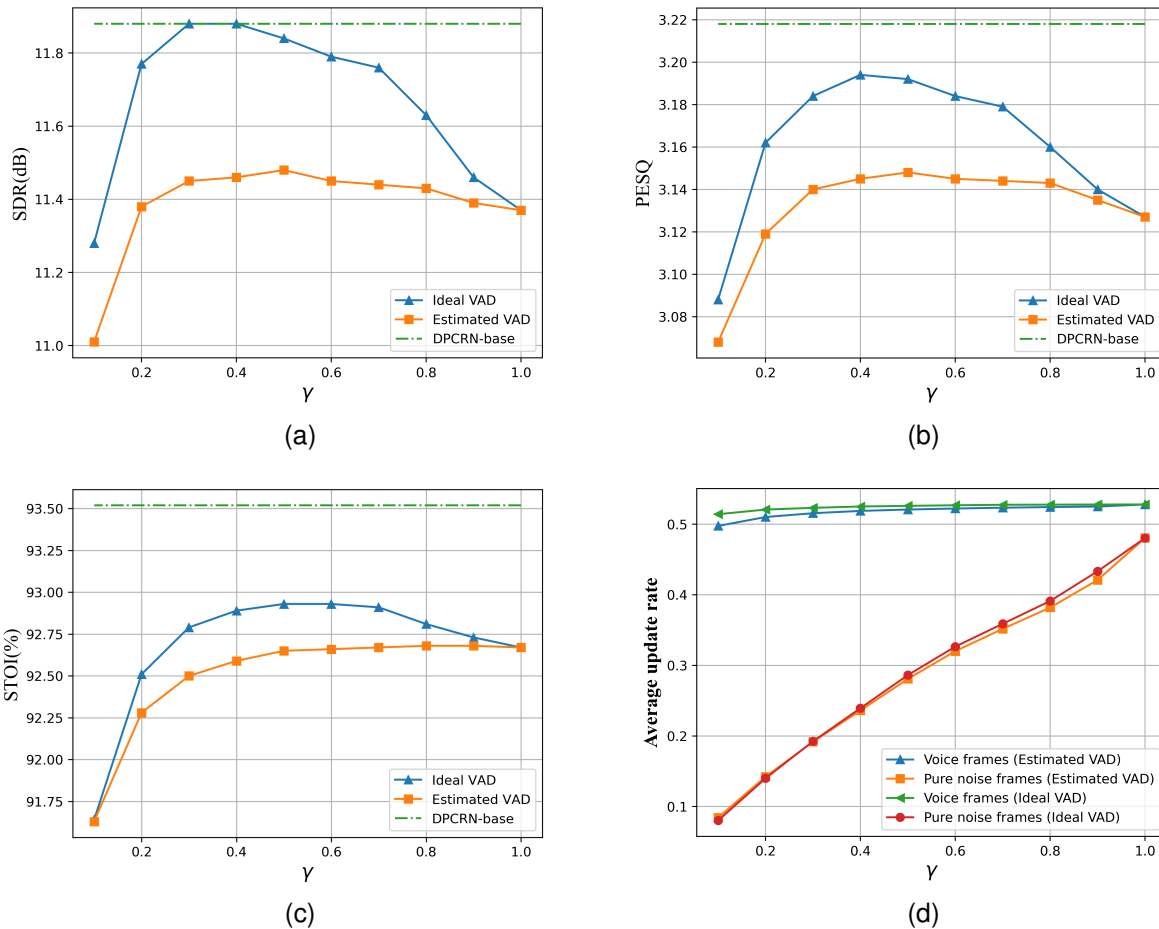 11.8
11.6
11.4
11.2
11.0
SDR(dB)
Ideal VAD
Estimated VAD
DPCRN-base
0.2 0.4 0.6 0.8 1.0
γ
(a)
3.22
3.20
3.18
3.16
3.14
3.12
3.10
3.08
PESQ
Ideal VAD
Estimated VAD
DPCRN-base
0.2 0.4 0.6 0.8 1.0
γ
(b)
93.50
93.25
93.00
92.75
92.50
92.25
92.00
91.75
STOI(%)
Ideal VAD
Estimated VAD
DPCRN-base
0.2 0.4 0.6 0.8 1.0
γ
(c)
0.5
0.4
0.3
0.2
0.1
Average update rate
Voice frames (Estimated VAD)
Pure noise frames (Estimated VAD)
Voice frames (Ideal VAD)
Pure noise frames (Ideal VAD)
0.2 0.4 0.6 0.8 1.0
γ
(d)